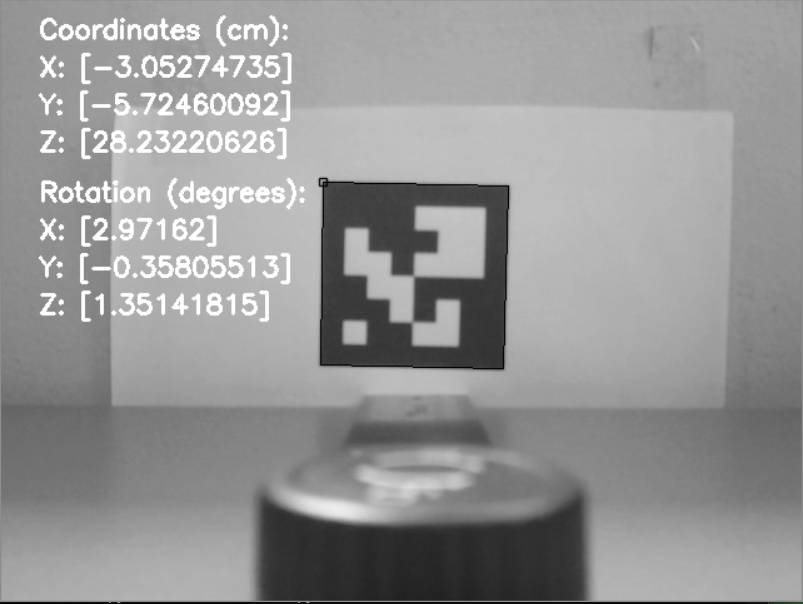 Coordinates (cm):
X: [-3.05274735]
Y: [-5.72460092]
Z: [28.23220626]
Rotation (degrees):
X: [2.97162]
Y: [-0.35805513]
Z: [1.35141815]